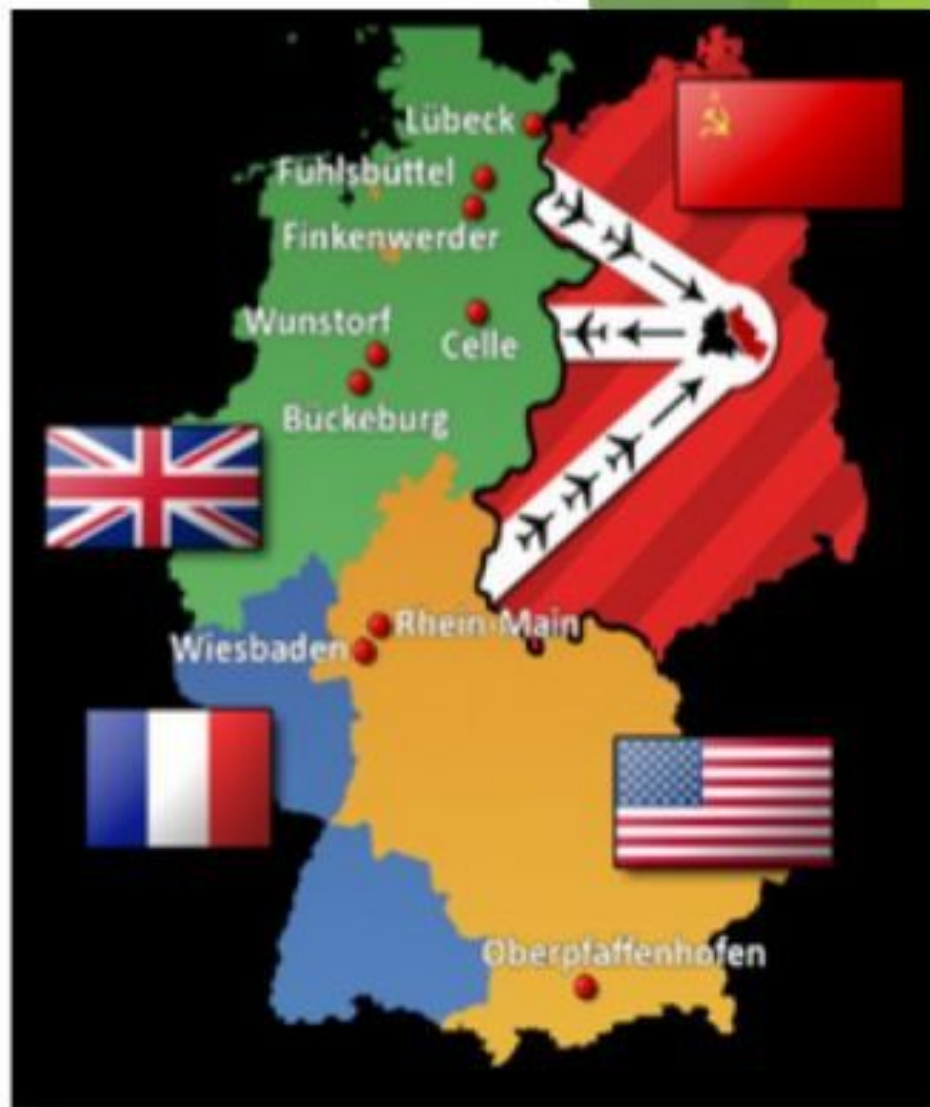 Lübeck
Fuhlsbüttel
Finkenwerder
Wunstorf
Celle
Bückeburg
Rhein-Main
Wiesbaden
Oberpfaffenhofen